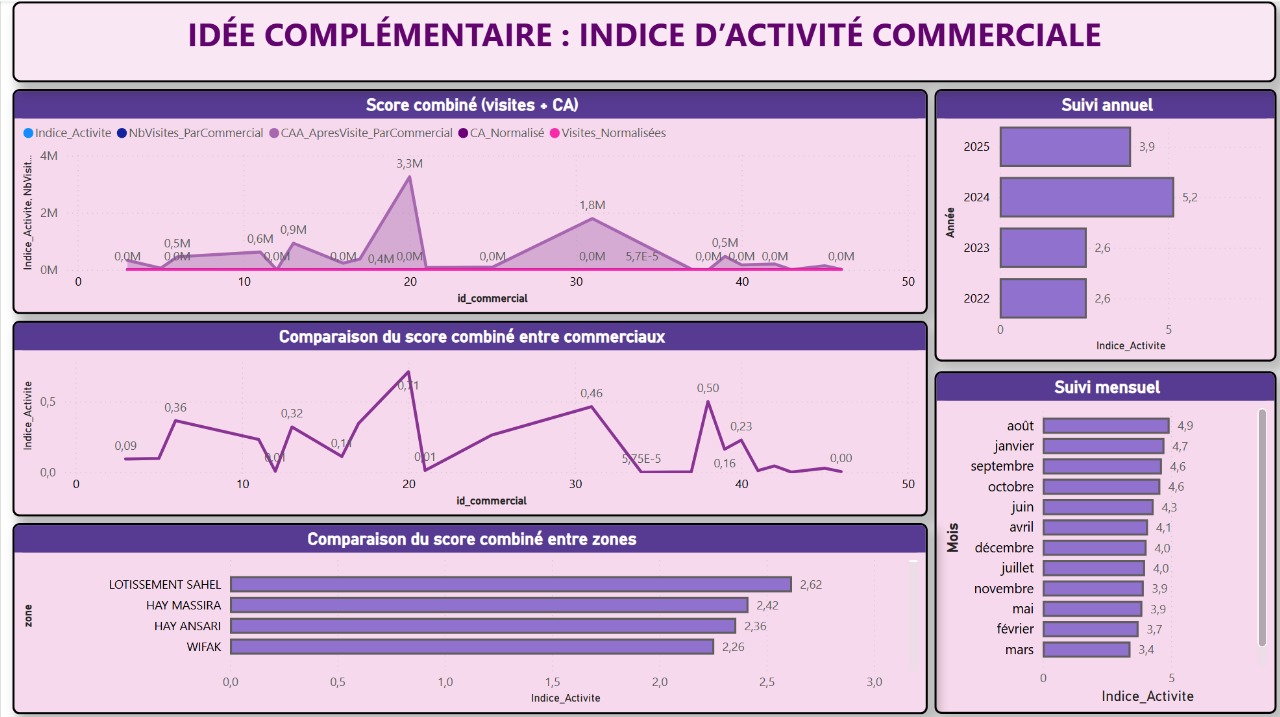 IDÉE COMPLÉMENTAIRE : INDICE D'ACTIVITÉ COMMERCIALE
Score combiné (visites + CA)
Indice_Activite NbVisites_ParCommercial CAA_ApresVisite_ParCommercial CA_Normalisé Visites_Normalisées
Indice_Activite, NbVisit...
4M
2M
0M
0,0M
0,5M
0,0M
0,6M
0,0M
0,9M
0,0M
0,4M
3,3M
0,0M
0,0M
1,8M
0,0M
5,7E-5
0,0M
0,5M
0,0M
0,0M
0,0M
0 10 20 30 40 50
id_commercial
Comparaison du score combiné entre commerciaux
Indice_Activite
0,5
0,0
0,09
0,36
0,01
0,32
0,11
0,71
0,01
0,46
5,75E-5
0,50
0,16
0,23
0,00
0 10 20 30 40 50
id_commercial
Comparaison du score combiné entre zones
zone
LOTISSEMENT SAHEL 2,62
HAY MASSIRA 2,42
HAY ANSARI 2,36
WIFAK 2,26
0,0 0,5 1,0 1,5 2,0 2,5 3,0
Indice_Activite
Suivi annuel
Année
2025 3,9
2024 5,2
2023 2,6
2022 2,6
0 5
Indice_Activite
Suivi mensuel
Mois
août 4,9
janvier 4,7
septembre 4,6
octobre 4,6
juin 4,3
avril 4,1
décembre 4,0
juillet 4,0
novembre 3,9
mai 3,9
février 3,7
mars 3,4
0 5
Indice_Activite